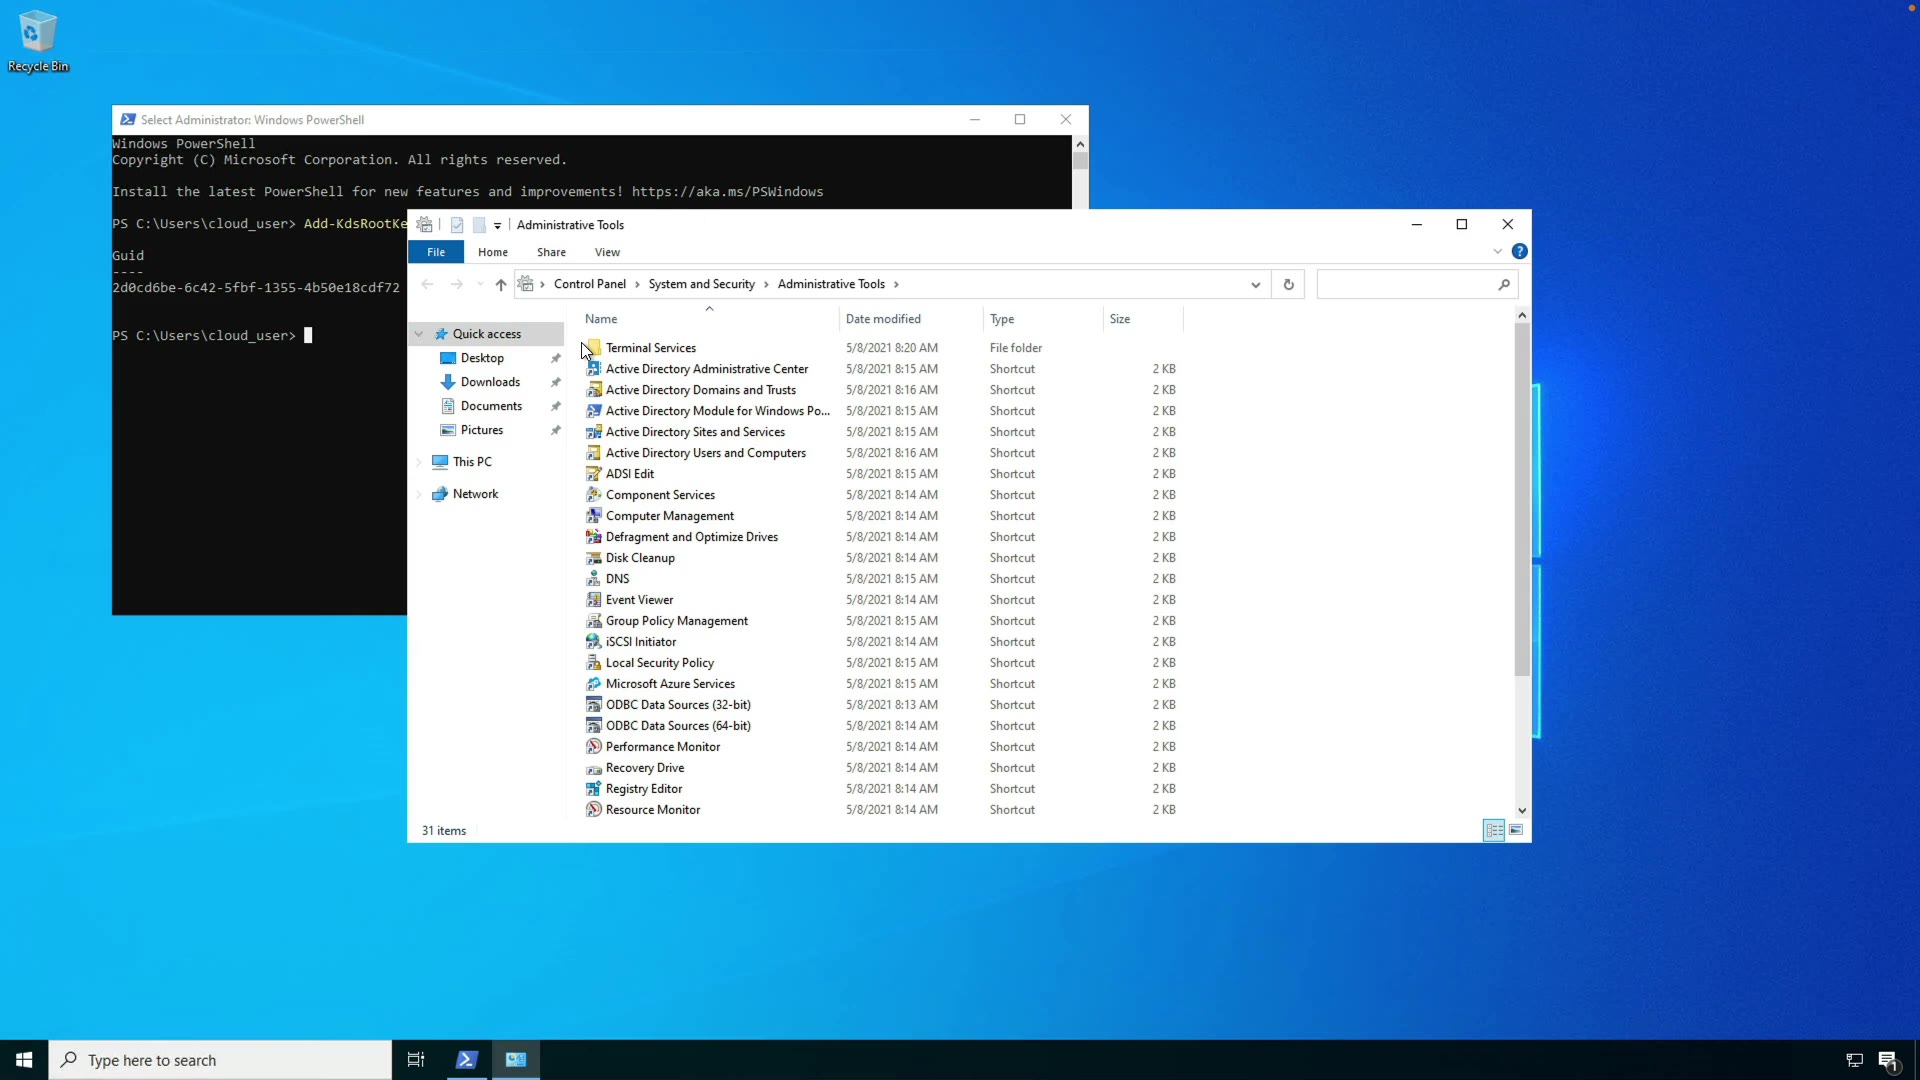 Recycle Bin
Select Administrator: Windows PowerShell
Windows PowerShell
Copyright (C) Microsoft Corporation. All rights reserved.
Install the latest PowerShell for new features and improvements! https://aka.ms/PSWindows
PS C:\Users\cloud_user> Add-KdsRootKe
Guid
----
2d0cd6be-6c42-5fbf-1355-4b50e18cdf72
PS C:\Users\cloud_user>
Administrative Tools
File Home Share View
Control Panel System and Security Administrative Tools
Quick access
Desktop
Downloads
Documents
Pictures
This PC
Network
Name Date modified Type Size
Terminal Services 5/8/2021 8:20 AM File folder
Active Directory Administrative Center 5/8/2021 8:15 AM Shortcut 2 KB
Active Directory Domains and Trusts 5/8/2021 8:16 AM Shortcut 2 KB
Active Directory Module for Windows Po... 5/8/2021 8:15 AM Shortcut 2 KB
Active Directory Sites and Services 5/8/2021 8:15 AM Shortcut 2 KB
Active Directory Users and Computers 5/8/2021 8:16 AM Shortcut 2 KB
ADSI Edit 5/8/2021 8:15 AM Shortcut 2 KB
Component Services 5/8/2021 8:14 AM Shortcut 2 KB
Computer Management 5/8/2021 8:14 AM Shortcut 2 KB
Defragment and Optimize Drives 5/8/2021 8:14 AM Shortcut 2 KB
Disk Cleanup 5/8/2021 8:14 AM Shortcut 2 KB
DNS 5/8/2021 8:15 AM Shortcut 2 KB
Event Viewer 5/8/2021 8:14 AM Shortcut 2 KB
Group Policy Management 5/8/2021 8:15 AM Shortcut 2 KB
iSCSI Initiator 5/8/2021 8:14 AM Shortcut 2 KB
Local Security Policy 5/8/2021 8:15 AM Shortcut 2 KB
Microsoft Azure Services 5/8/2021 8:15 AM Shortcut 2 KB
ODBC Data Sources (32-bit) 5/8/2021 8:13 AM Shortcut 2 KB
ODBC Data Sources (64-bit) 5/8/2021 8:14 AM Shortcut 2 KB
Performance Monitor 5/8/2021 8:14 AM Shortcut 2 KB
Recovery Drive 5/8/2021 8:14 AM Shortcut 2 KB
Registry Editor 5/8/2021 8:14 AM Shortcut 2 KB
Resource Monitor 5/8/2021 8:14 AM Shortcut 2 KB
31 items
Type here to search
1